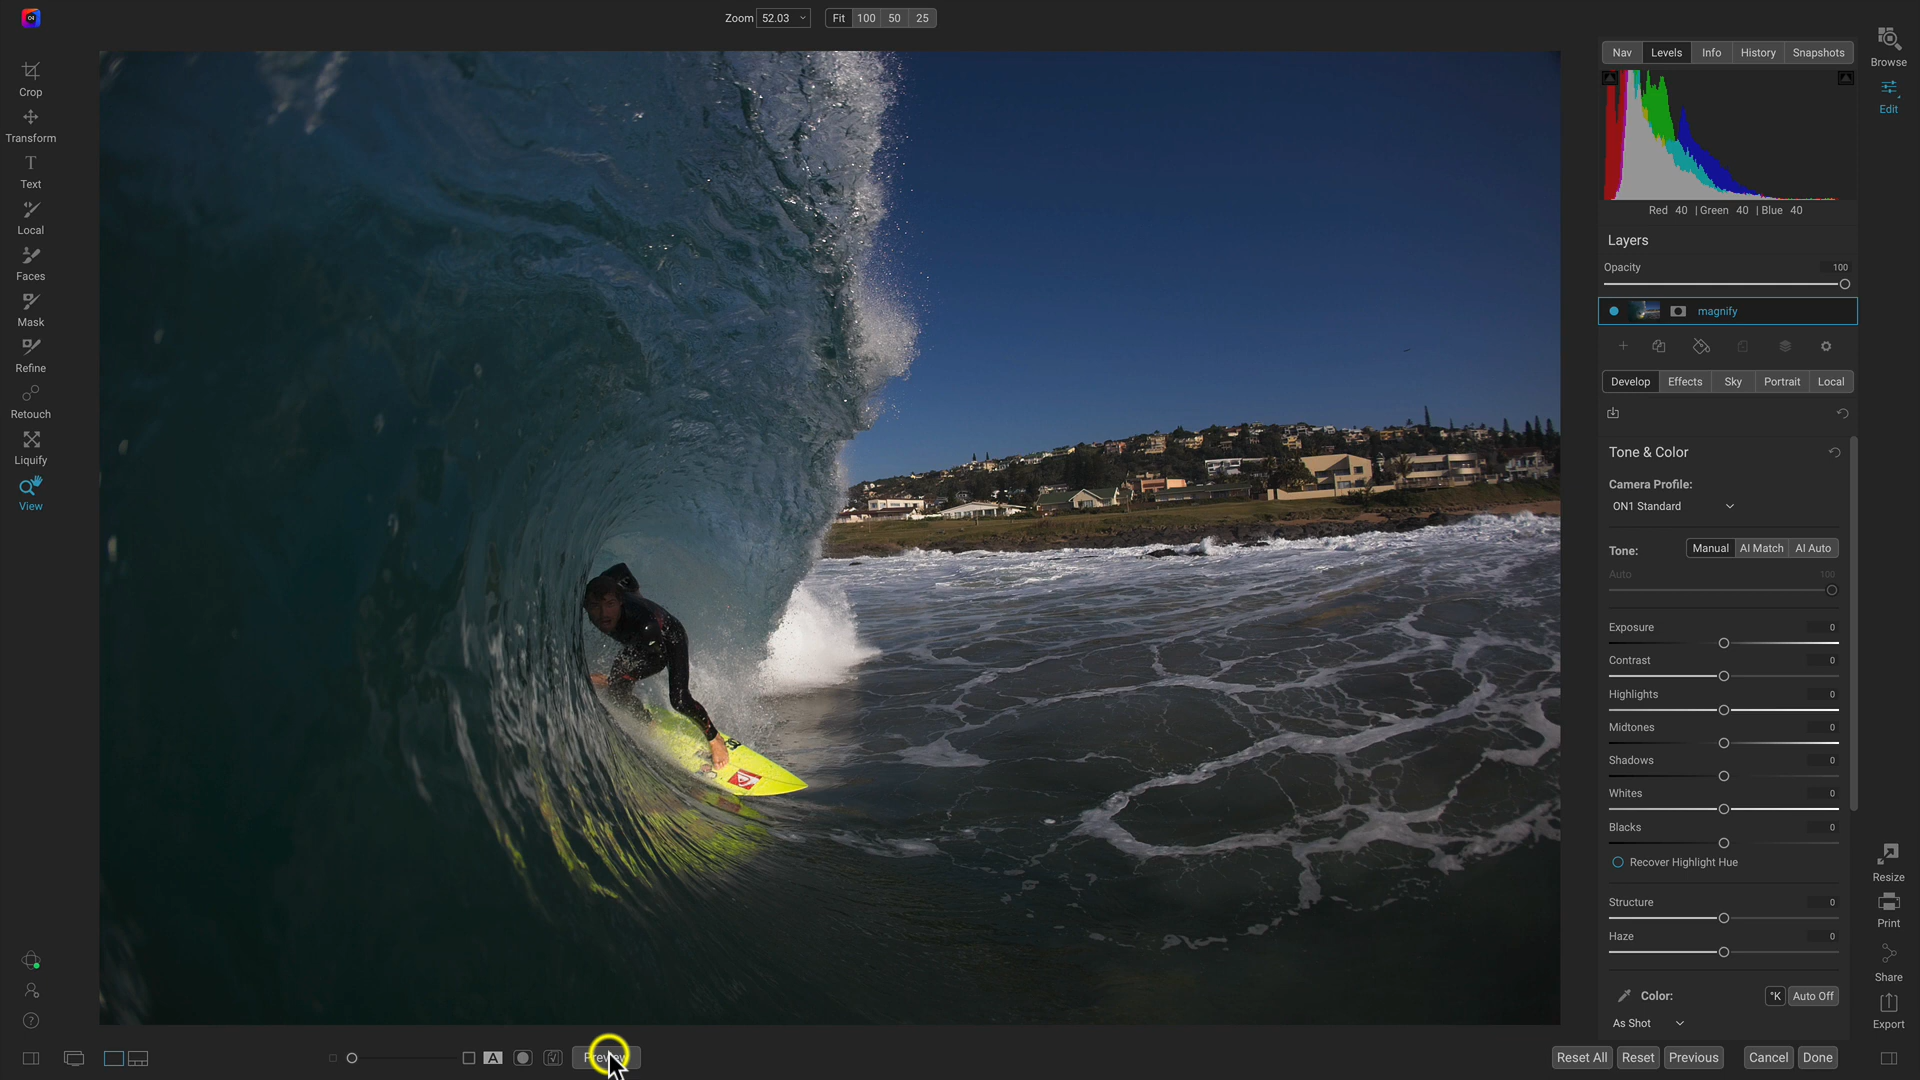 Zoom 52.03 Fit 100 50 25
Crop
Transform
Text
Local
Faces
Mask
Refine
Retouch
Liquify
View
Nav Levels Info History Snapshots
Red 40 | Green 40 | Blue 40
Layers
Opacity 100
magnify
Develop Effects Sky Portrait Local
Tone & Color
Camera Profile:
ON1 Standard
Tone: Manual AI Match AI Auto
Auto 100
Exposure 0
Contrast 0
Highlights 0
Midtones 0
Shadows 0
Whites 0
Blacks 0
Recover Highlight Hue
Structure 0
Haze 0
Color: °K Auto Off
As Shot
Browse
Edit
Resize
Print
Share
Export
A Preview
Reset All Reset Previous Cancel Done